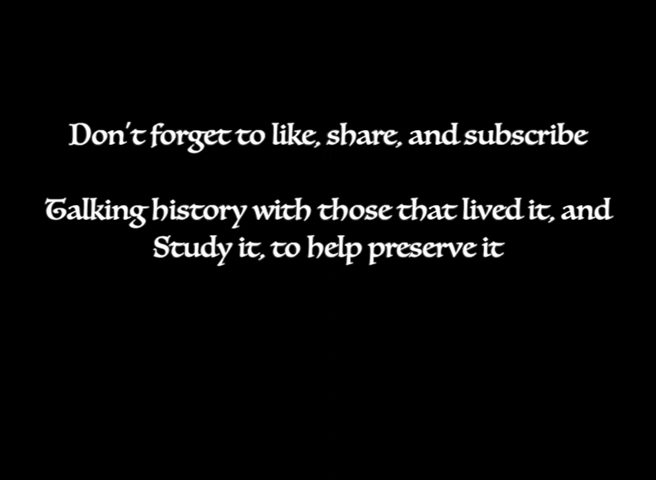 Don't forget to like, share, and subscribe
Talking history with those that lived it, and
Study it, to help preserve it